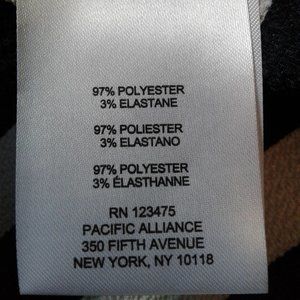 97% POLYESTER
3% ELASTANE
97% POLIESTER
3% ELASTANO
97% POLYESTER
3% ÉLASTHANNE
RN 123475
PACIFIC ALLIANCE
350 FIFTH AVENUE
NEW YORK, NY 10118